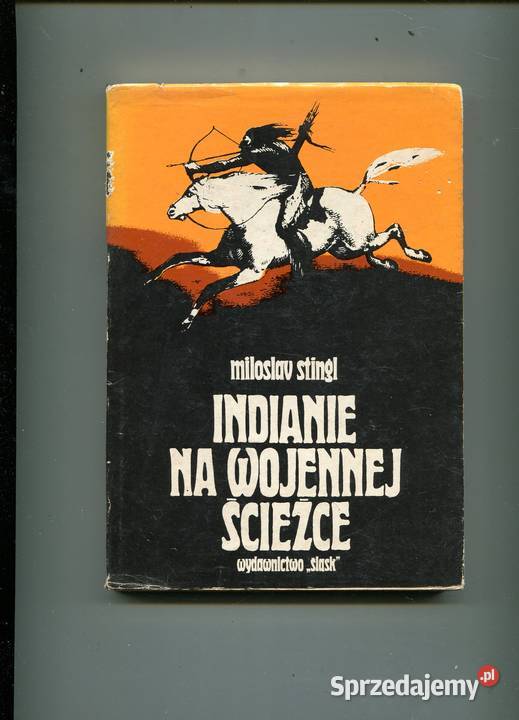 miloslav stingl
INDIANIE
NA WOJENNEJ
ŚCIEŻCE
wydawnictwo „śląsk”
Sprzedajemy.pl